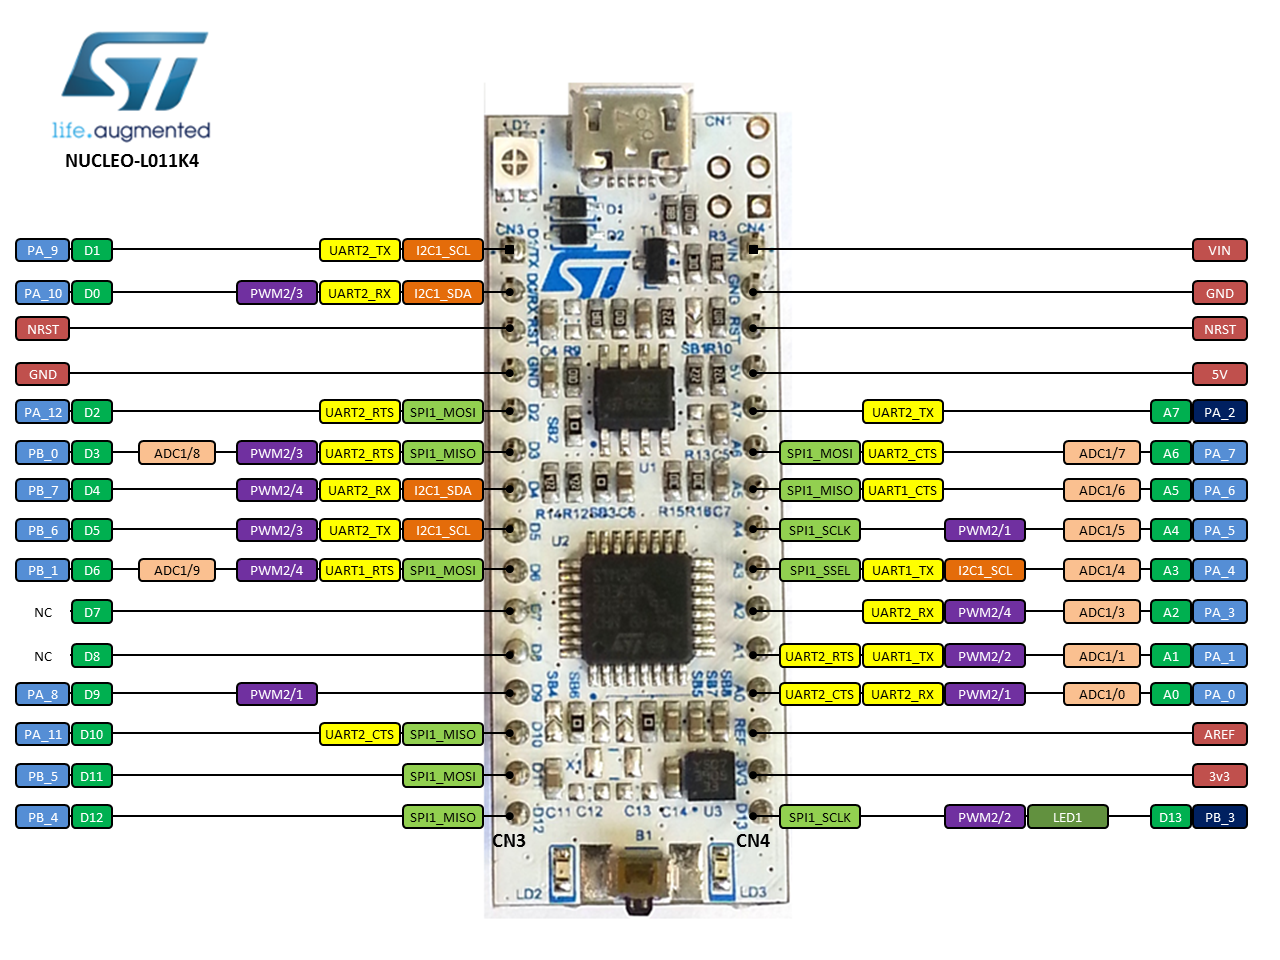 life.augmented
NUCLEO-L011K4
D1
CN1
D1
D2
CN3
CN4
T1
R3
PA_9 D1 UART2_TX I2C1_SCL D1/TX VIN VIN
PA_10 D0 PWM2/3 UART2_RX I2C1_SDA D0/RX GND GND
NRST RST RST NRST
C4 R9 SB1 R10
GND GND 5V 5V
PA_12 D2 UART2_RTS SPI1_MOSI D2 A7 UART2_TX A7 PA_2
SB2
PB_0 D3 ADC1/8 PWM2/3 UART2_RTS SPI1_MISO D3 A6 SPI1_MOSI UART2_CTS ADC1/7 A6 PA_7
U1 R13 C5
PB_7 D4 PWM2/4 UART2_RX I2C1_SDA D4 A5 SPI1_MISO UART1_CTS ADC1/6 A5 PA_6
R14 R12 SB3 C6 R15 R16 C7
PB_6 D5 PWM2/3 UART2_TX I2C1_SCL D5 A4 SPI1_SCLK PWM2/1 ADC1/5 A4 PA_5
U2
PB_1 D6 ADC1/9 PWM2/4 UART1_RTS SPI1_MOSI D6 A3 SPI1_SSEL UART1_TX I2C1_SCL ADC1/4 A3 PA_4
NC D7 D7 A2 UART2_RX PWM2/4 ADC1/3 A2 PA_3
NC D8 D8 A1 UART2_RTS UART1_TX PWM2/2 ADC1/1 A1 PA_1
SB4 SB6 SB5 SB7 SB8
PA_8 D9 PWM2/1 D9 A0 UART2_CTS UART2_RX PWM2/1 ADC1/0 A0 PA_0
PA_11 D10 UART2_CTS SPI1_MISO D10 REF AREF
X1
PB_5 D11 SPI1_MOSI D11 3V3 3v3
PB_4 D12 SPI1_MISO D12 D13 SPI1_SCLK PWM2/2 LED1 D13 PB_3
C11 C12 C13 C14 U3
CN3 B1 CN4
LD2 LD3